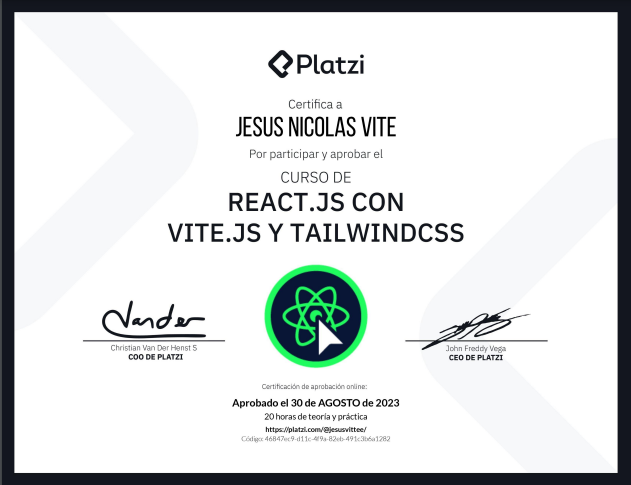 Platzi
Certifica a
JESUS NICOLAS VITE
Por participar y aprobar el
CURSO DE
REACT.JS CON
VITE.JS Y TAILWINDCSS
Vander
Christian Van Der Henst S
COO DE PLATZI
John Freddy Vega
CEO DE PLATZI
Certificación de aprobación online:
Aprobado el 30 de AGOSTO de 2023
20 horas de teoría y práctica
https://platzi.com/@jesusvittee/
Código: 46847ec9-d11c-4f9a-82eb-491c3b6a1282